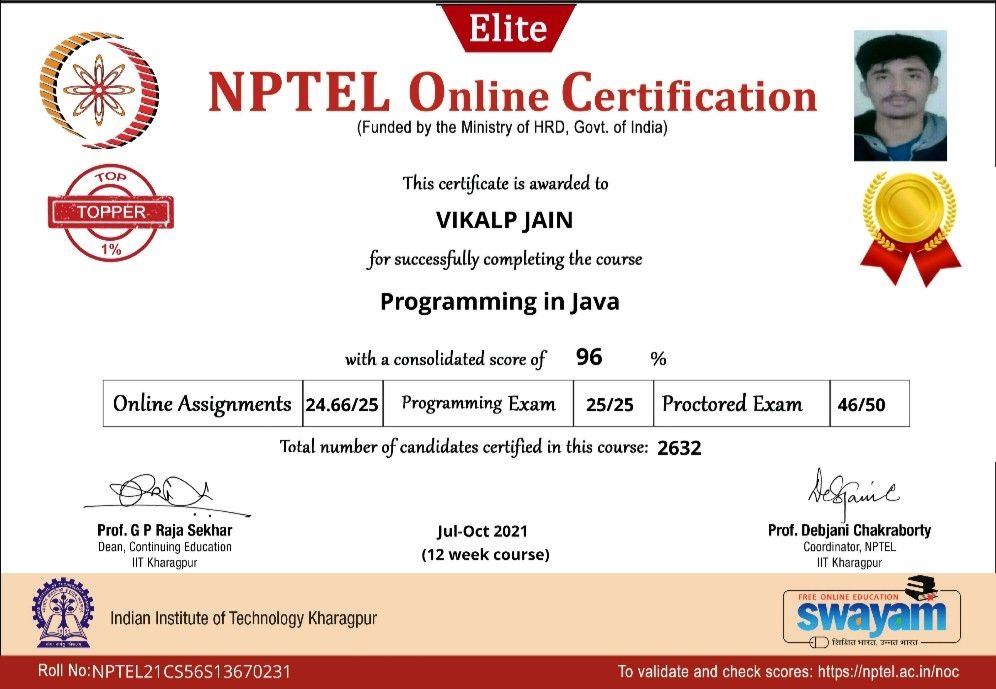 Elite
NPTEL Online Certification
(Funded by the Ministry of HRD, Govt. of India)
TOP
TOPPER
1%
This certificate is awarded to
VIKALP JAIN
for successfully completing the course
Programming in Java
with a consolidated score of 96 %
Online Assignments 24.66/25 Programming Exam 25/25 Proctored Exam 46/50
Total number of candidates certified in this course: 2632
Prof. G P Raja Sekhar
Dean, Continuing Education
IIT Kharagpur
Jul-Oct 2021
(12 week course)
Prof. Debjani Chakraborty
Coordinator, NPTEL
IIT Kharagpur
Indian Institute of Technology Kharagpur
FREE ONLINE EDUCATION
swayam
शिक्षित भारत, उन्नत भारत
Roll No:NPTEL21CS56S13670231
To validate and check scores: https://nptel.ac.in/noc